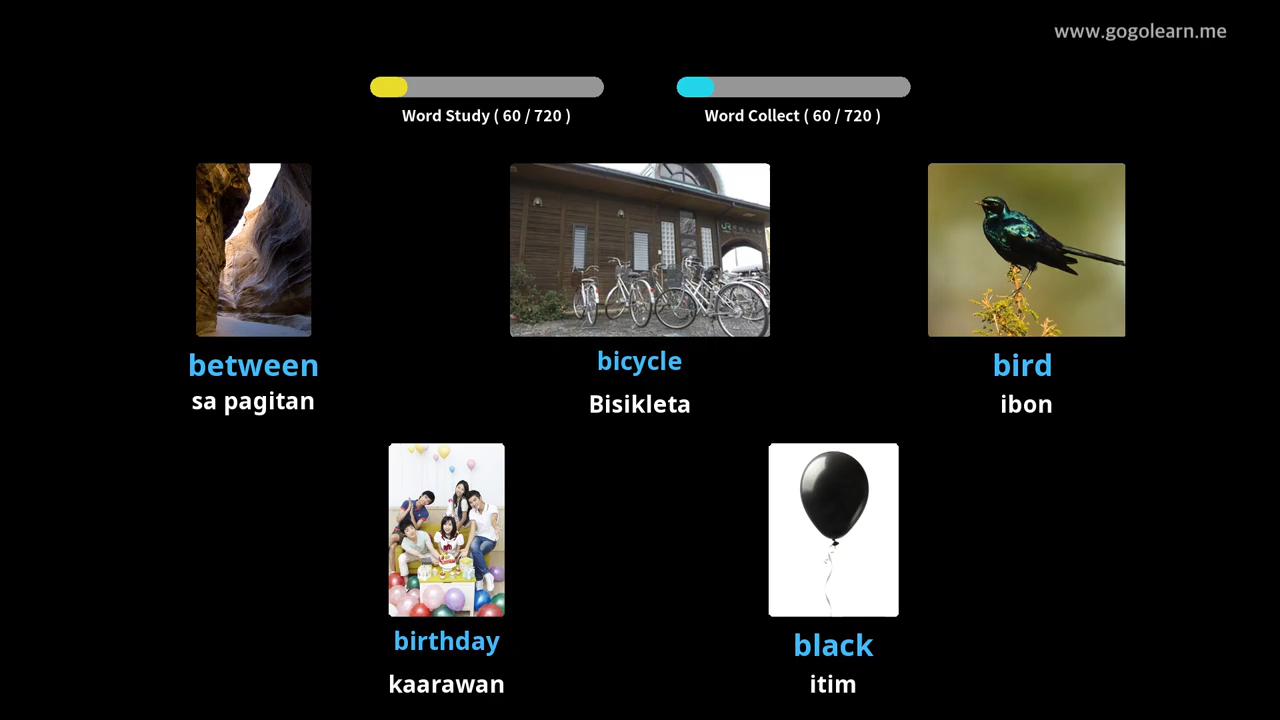 www.gogolearn.me
Word Study ( 60 / 720 )
Word Collect ( 60 / 720 )
between
sa pagitan
bicycle
Bisikleta
bird
ibon
birthday
kaarawan
black
itim